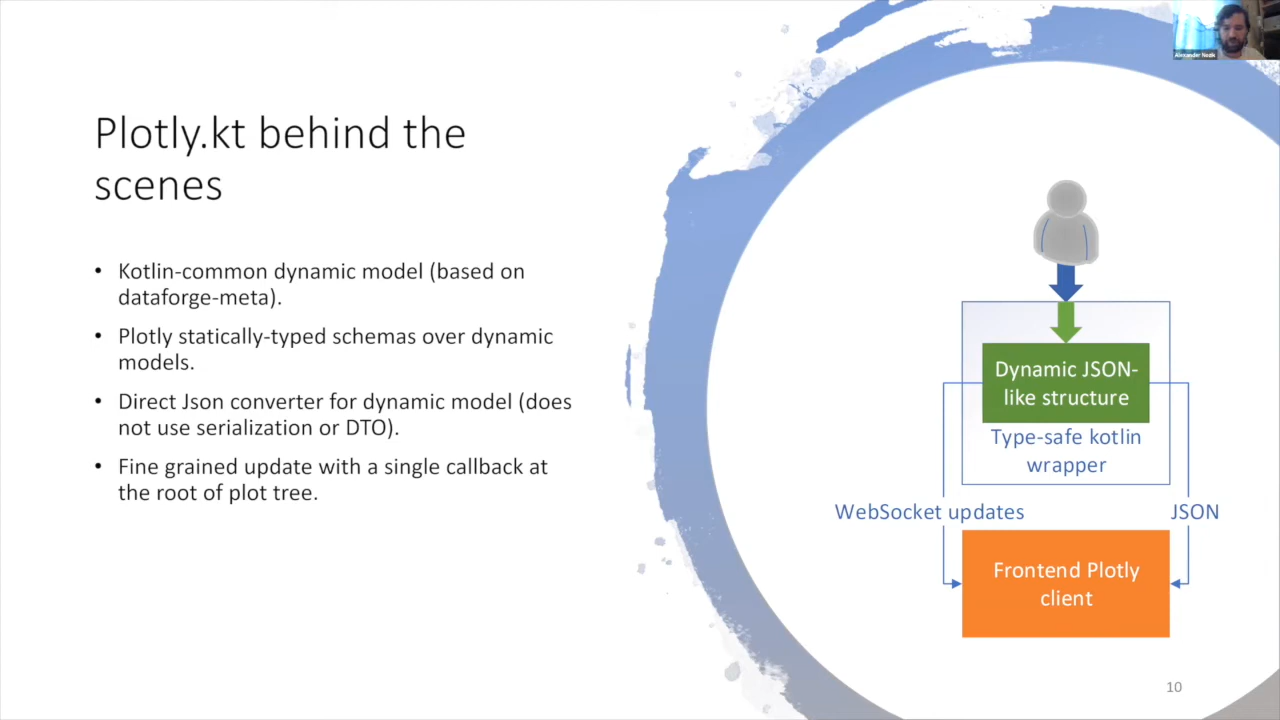 Alexander Nozik
Plotly.kt behind the
scenes
• Kotlin-common dynamic model (based on
dataforge-meta).
• Plotly statically-typed schemas over dynamic
models.
• Direct Json converter for dynamic model (does
not use serialization or DTO).
• Fine grained update with a single callback at
the root of plot tree.
Dynamic JSON-
like structure
Type-safe kotlin
wrapper
WebSocket updates
JSON
Frontend Plotly
client
10